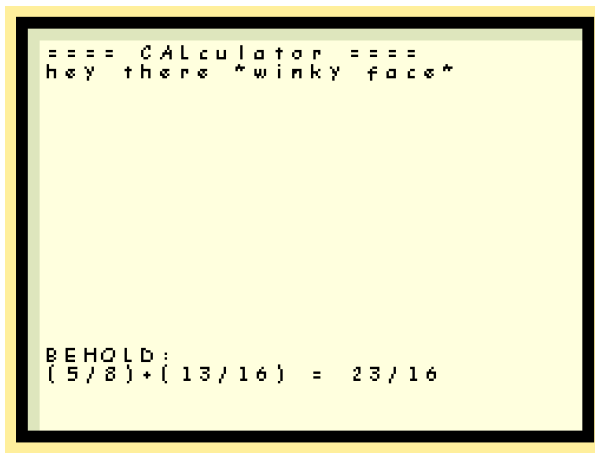 ==== CALculator ====
hey there *winky face*
BEHOLD:
(5/8)+(13/16) = 23/16